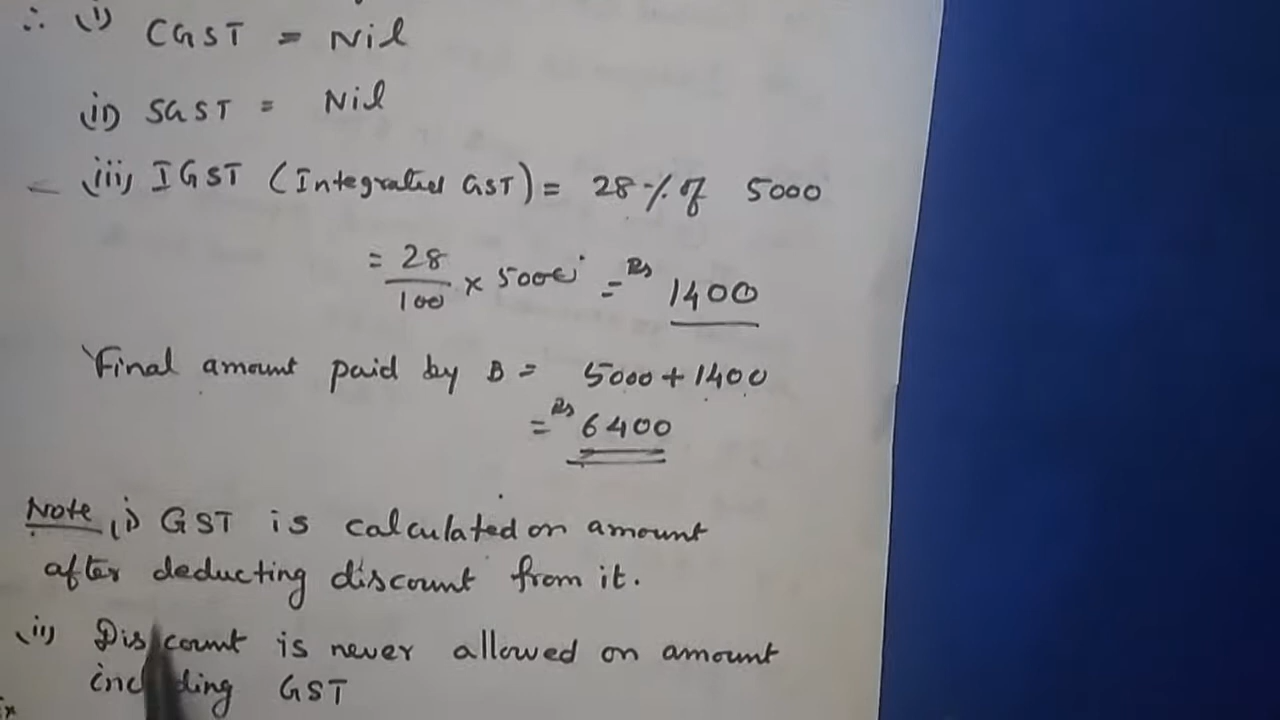 ∴ (i) CGST = Nil
(ii) SGST = Nil
(iii) IGST (Integrated GST) = 28% of 5000
= 28/100 × 5000 = Rs 1400
Final amount paid by B = 5000 + 1400
= Rs 6400
Note (i) GST is calculated on amount
after deducting discount from it.
(ii) Discount is never allowed on amount
including GST